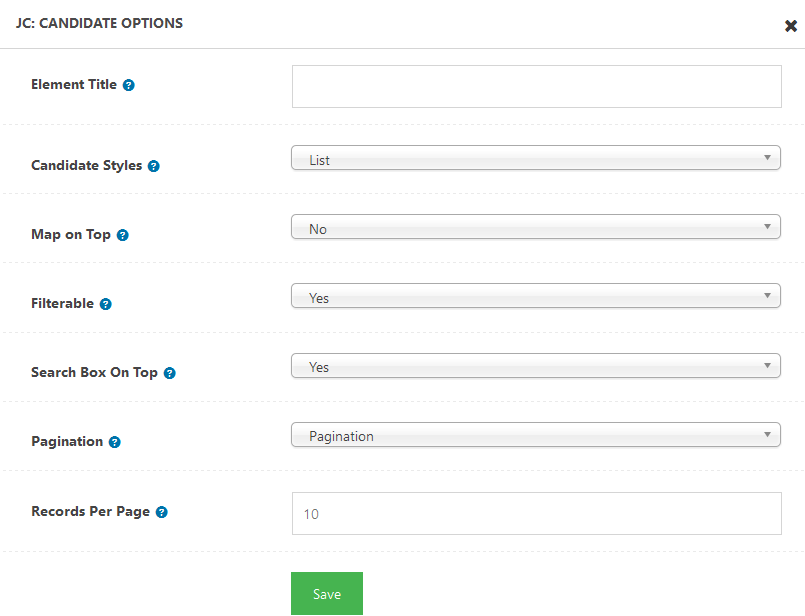 JC: CANDIDATE OPTIONS
Element Title
Candidate Styles
List
Map on Top
No
Filterable
Yes
Search Box On Top
Yes
Pagination
Pagination
Records Per Page
10
Save